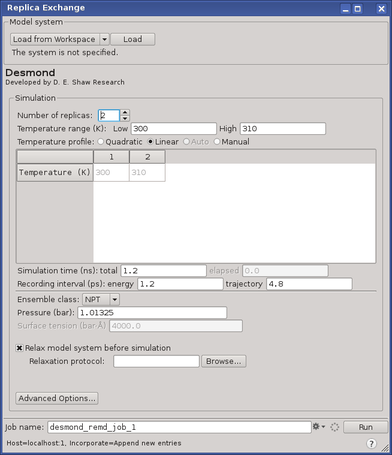 Replica Exchange
Model system
Load from Workspace Load
The system is not specified.
Desmond
Developed by D. E. Shaw Research
Simulation
Number of replicas: 2
Temperature range (K): Low 300 High 310
Temperature profile: Quadratic Linear Auto Manual
1 2
Temperature (K) 300 310
Simulation time (ns): total 1.2 elapsed 0.0
Recording interval (ps): energy 1.2 trajectory 4.8
Ensemble class: NPT
Pressure (bar): 1.01325
Surface tension (bar·Å) 4000.0
Relax model system before simulation
Relaxation protocol: Browse...
Advanced Options...
Job name: desmond_remd_job_1 Run
Host=localhost:1, Incorporate=Append new entries